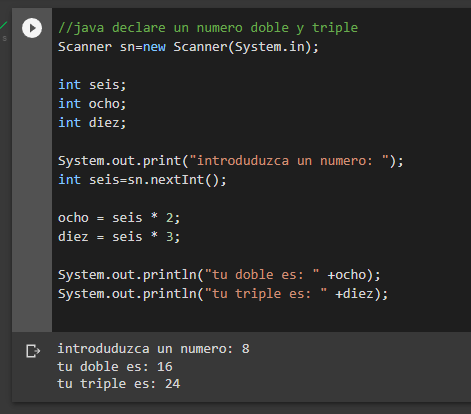 //java declare un numero doble y triple
Scanner sn=new Scanner(System.in);
int seis;
int ocho;
int diez;
System.out.print("introduduzca un numero: ");
int seis=sn.nextInt();
ocho = seis * 2;
diez = seis * 3;
System.out.println("tu doble es: " +ocho);
System.out.println("tu triple es: " +diez);
introduduzca un numero: 8
tu doble es: 16
tu triple es: 24